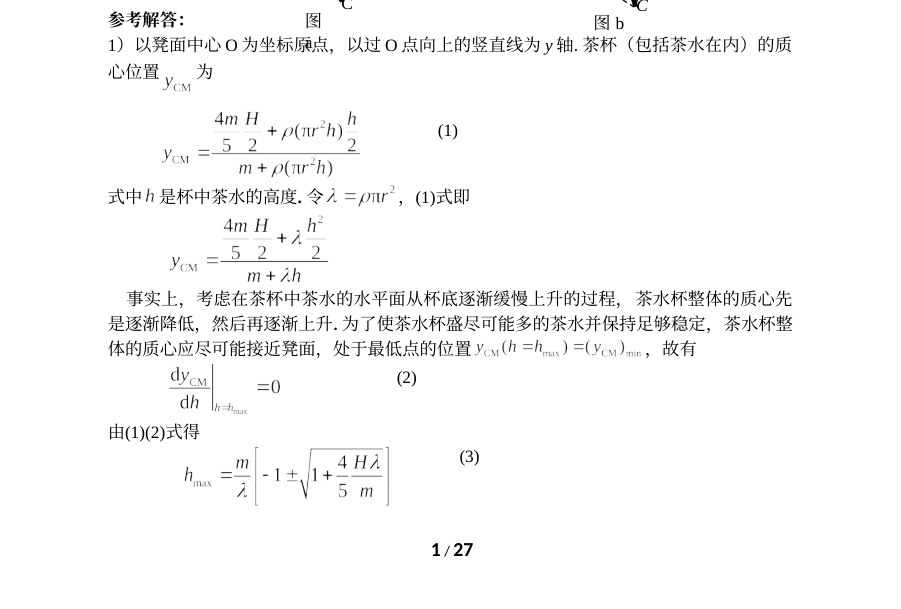 C
C
参考解答：
图
图 b
a
1）以凳面中心 O 为坐标原点，以过 O 点向上的竖直线为 y 轴. 茶杯（包括茶水在内）的质
心位置 y_CM 为
y_CM = (4m/5 · H/2 + ρ(πr²h) h/2) / (m + ρ(πr²h)) (1)
式中 h 是杯中茶水的高度. 令 λ = ρπr²，(1)式即
y_CM = (4m/5 · H/2 + λ h²/2) / (m + λh)
事实上，考虑在茶杯中茶水的水平面从杯底逐渐缓慢上升的过程， 茶水杯整体的质心先
是逐渐降低，然后再逐渐上升. 为了使茶水杯盛尽可能多的茶水并保持足够稳定，茶水杯整
体的质心应尽可能接近凳面，处于最低点的位置 y_CM(h = h_max) = (y_CM)_min，故有
dy_CM/dh |_(h=h_max) = 0 (2)
由(1)(2)式得
h_max = m/λ [−1 ± √(1 + 4/5 · Hλ/m)] (3)
1 / 27